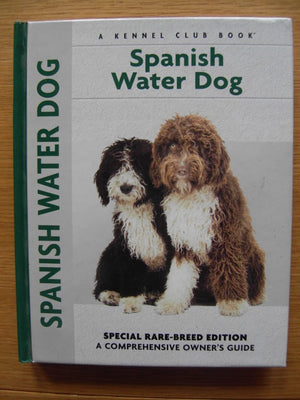 A KENNEL CLUB BOOK
Spanish
Water Dog
SPANISH WATER DOG
SPECIAL RARE-BREED EDITION
A COMPREHENSIVE OWNER'S GUIDE